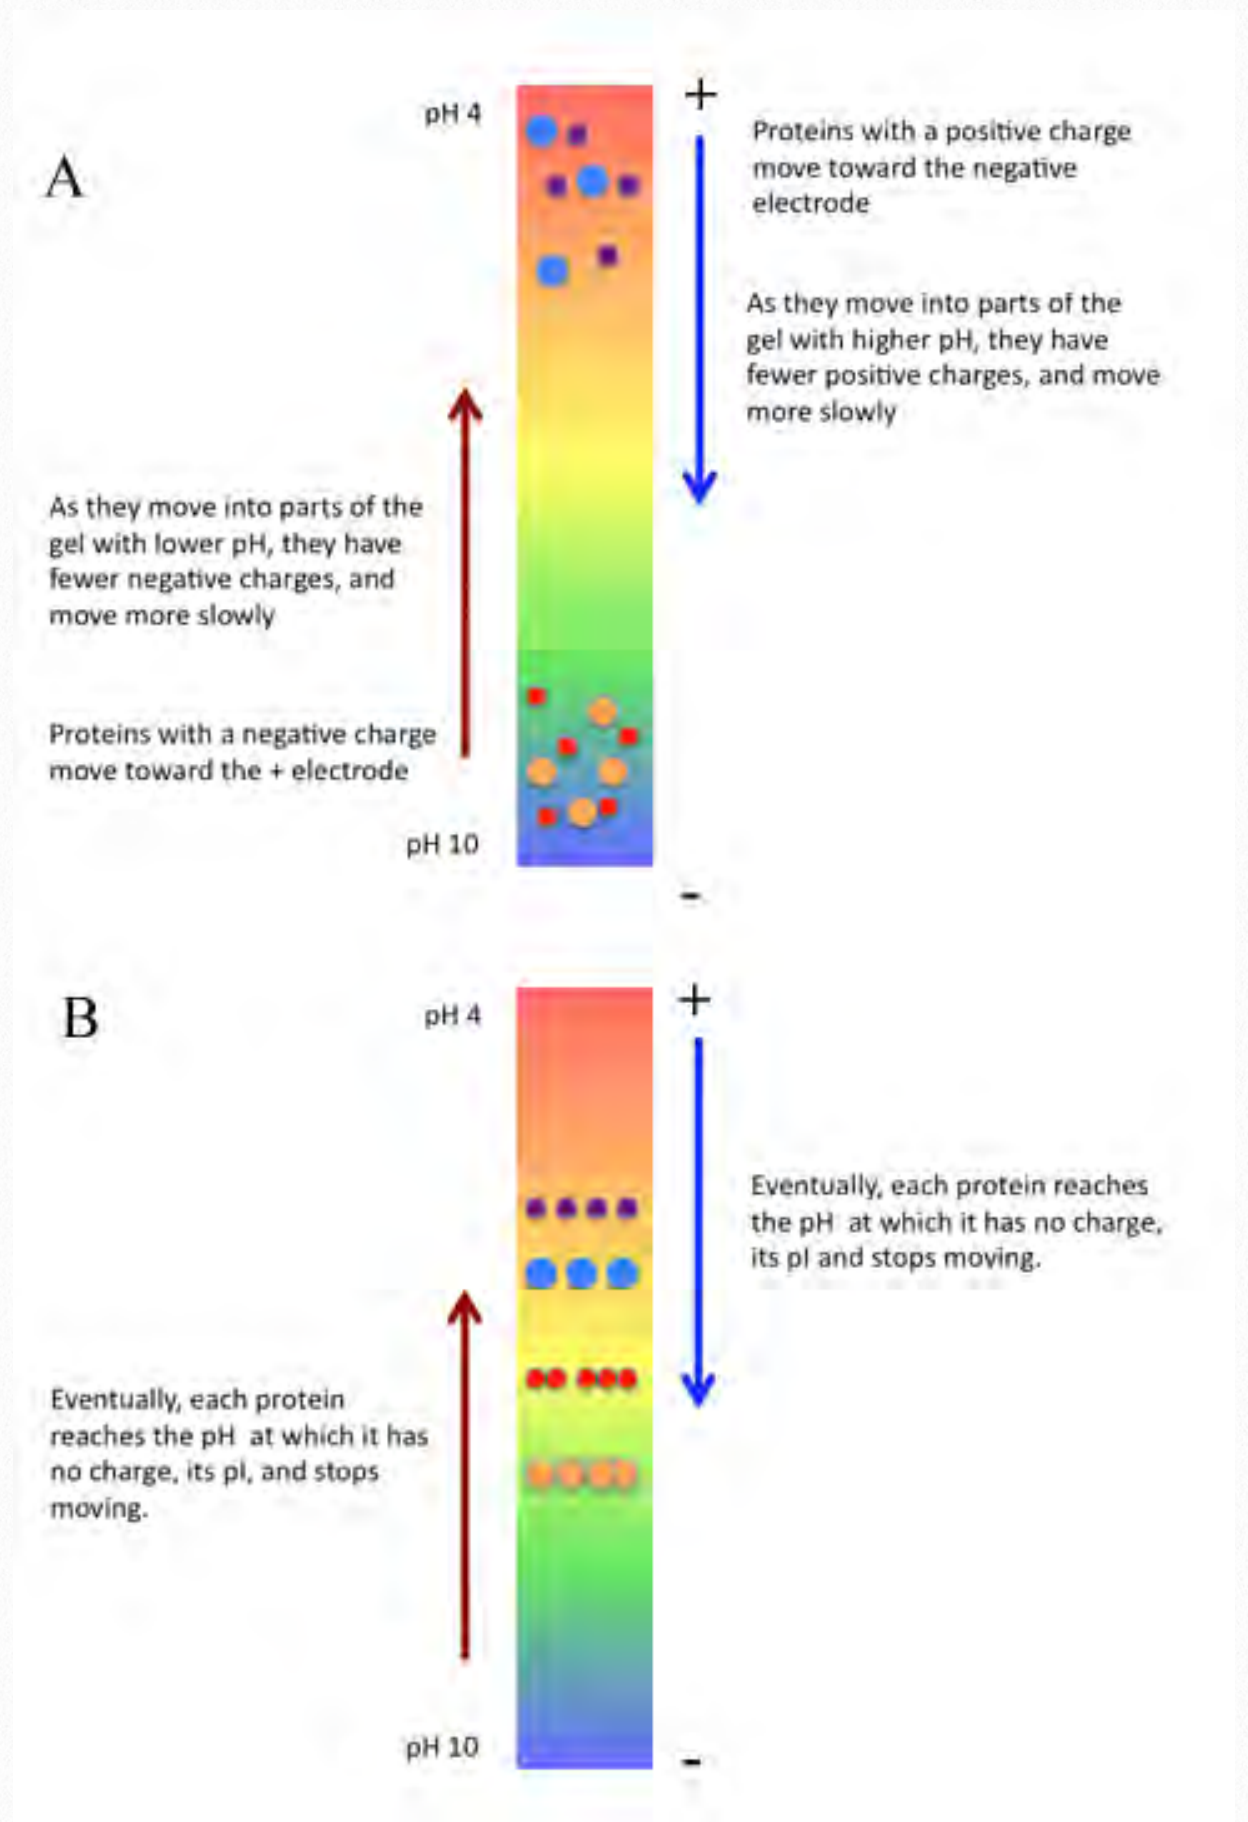 A
pH 4
+
Proteins with a positive charge
move toward the negative
electrode
As they move into parts of the
gel with higher pH, they have
fewer positive charges, and move
more slowly
As they move into parts of the
gel with lower pH, they have
fewer negative charges, and
move more slowly
Proteins with a negative charge
move toward the + electrode
pH 10
-
B
pH 4
+
Eventually, each protein reaches
the pH at which it has no charge,
its pI and stops moving.
Eventually, each protein
reaches the pH at which it has
no charge, its pI, and stops
moving.
pH 10
-